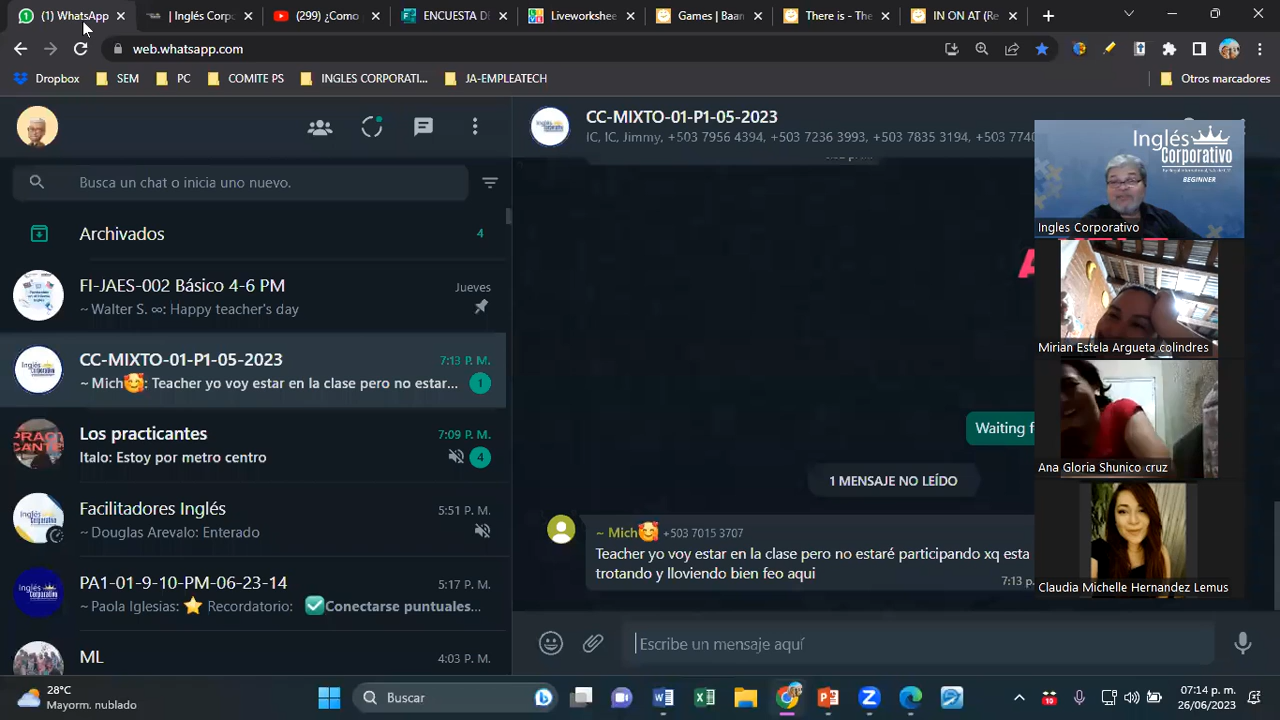 (1) WhatsApp
Inglés Corp
(299) ¿Como
ENCUESTA D
Liveworkshee
Games | Baan
There is - The
IN ON AT (Re
web.whatsapp.com
Dropbox
SEM
PC
COMITE PS
INGLES CORPORATI...
JA-EMPLEATECH
Otros marcadores
CC-MIXTO-01-P1-05-2023
IC, IC, Jimmy, +503 7956 4394, +503 7236 3993, +503 7835 3194, +503 7740
Busca un chat o inicia uno nuevo.
Archivados
4
FI-JAES-002 Básico 4-6 PM
Jueves
~ Walter S. ∞: Happy teacher's day
CC-MIXTO-01-P1-05-2023
7:13 P. M.
~ Mich🥰: Teacher yo voy estar en la clase pero no estar...
1
Los practicantes
7:09 P. M.
Italo: Estoy por metro centro
4
Facilitadores Inglés
5:51 P. M.
~ Douglas Arevalo: Enterado
PA1-01-9-10-PM-06-23-14
5:17 P. M.
~ Paola Iglesias: ⭐ Recordatorio: ✅Conectarse puntuales...
ML
4:03 P. M.
Waiting f
1 MENSAJE NO LEÍDO
~ Mich🥰 +503 7015 3707
Teacher yo voy estar en la clase pero no estaré participando xq esta
trotando y lloviendo bien feo aqui
7:13 p.
Escribe un mensaje aquí
Inglés
Corporativo
BEGINNER
Ingles Corporativo
Mirian Estela Argueta colindres
Ana Gloria Shunico cruz
Claudia Michelle Hernandez Lemus
28°C
Mayorm. nublado
Buscar
07:14 p. m.
26/06/2023